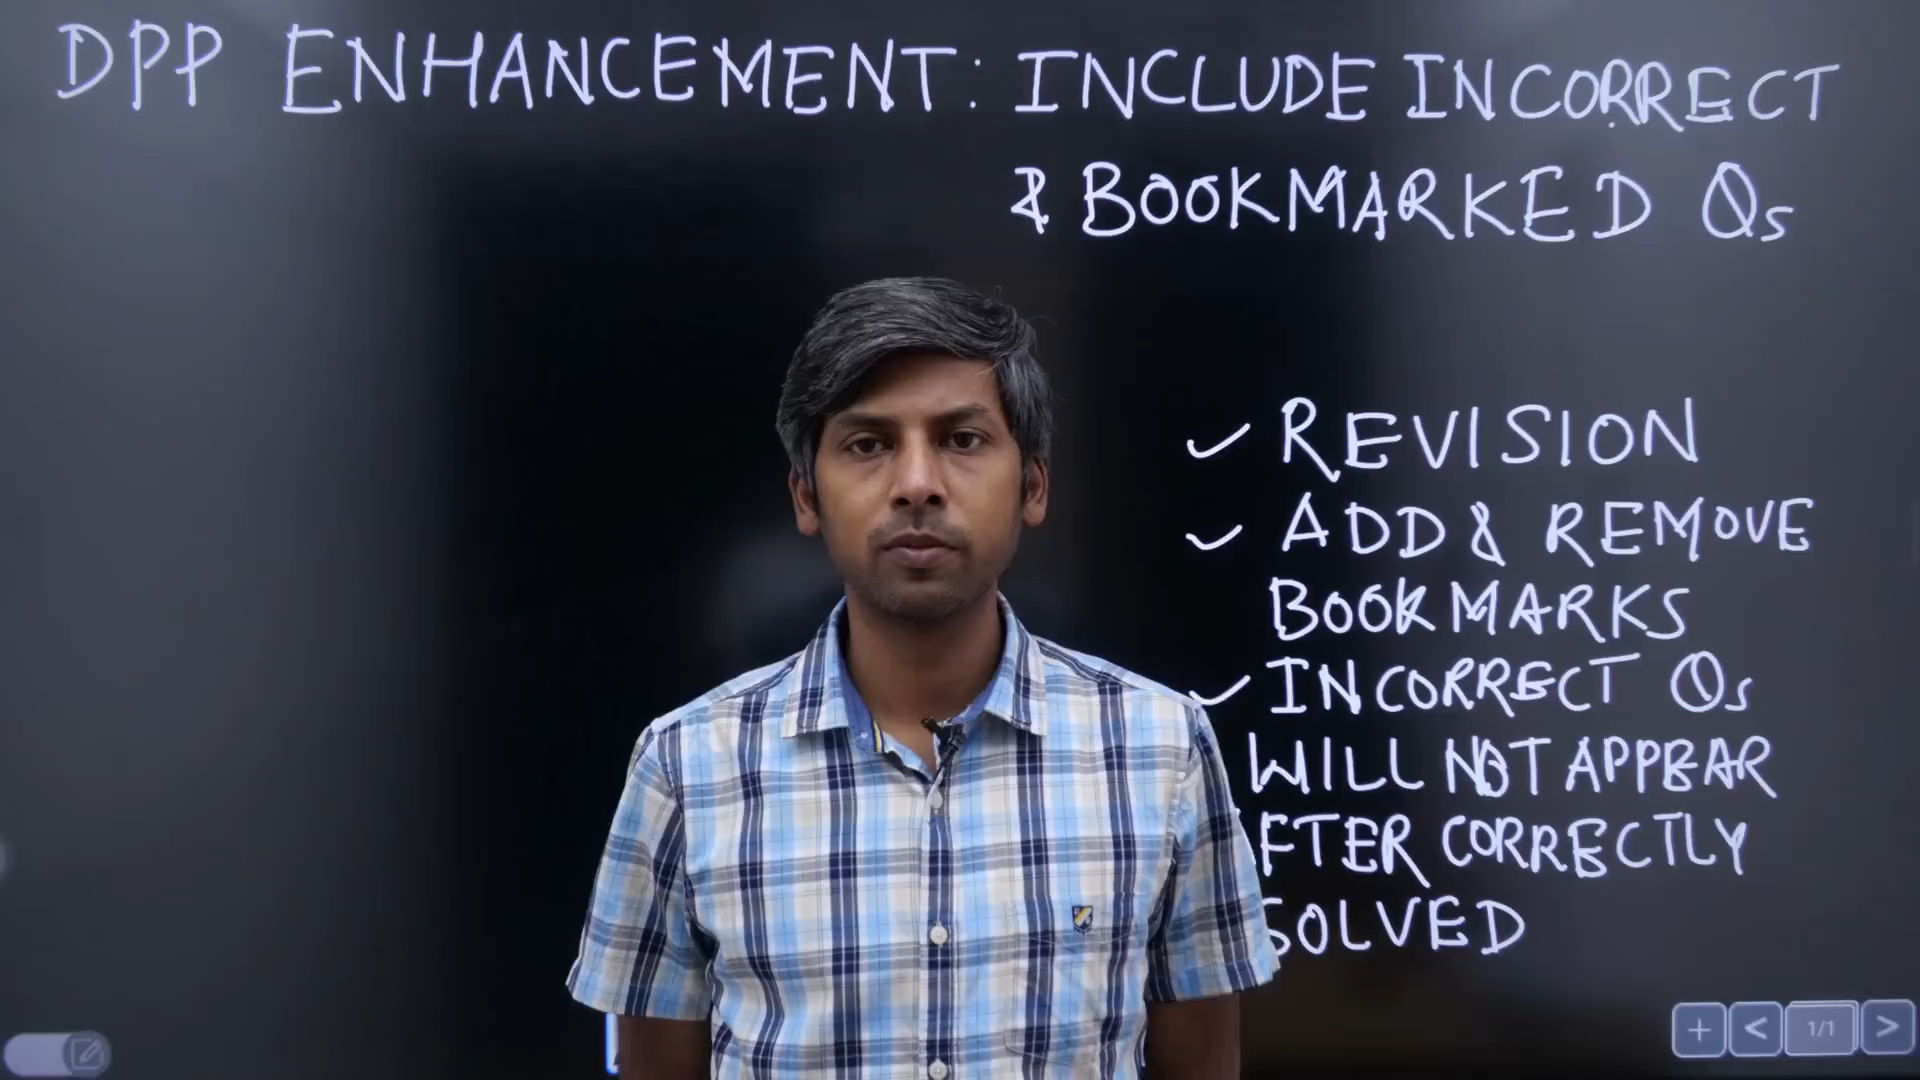 DPP ENHANCEMENT: INCLUDE INCORRECT
& BOOKMARKED Qs
✓ REVISION
✓ ADD & REMOVE
BOOKMARKS
✓ INCORRECT Qs
WILL NOT APPEAR
FTER CORRECTLY
SOLVED
+ < 1/1 >